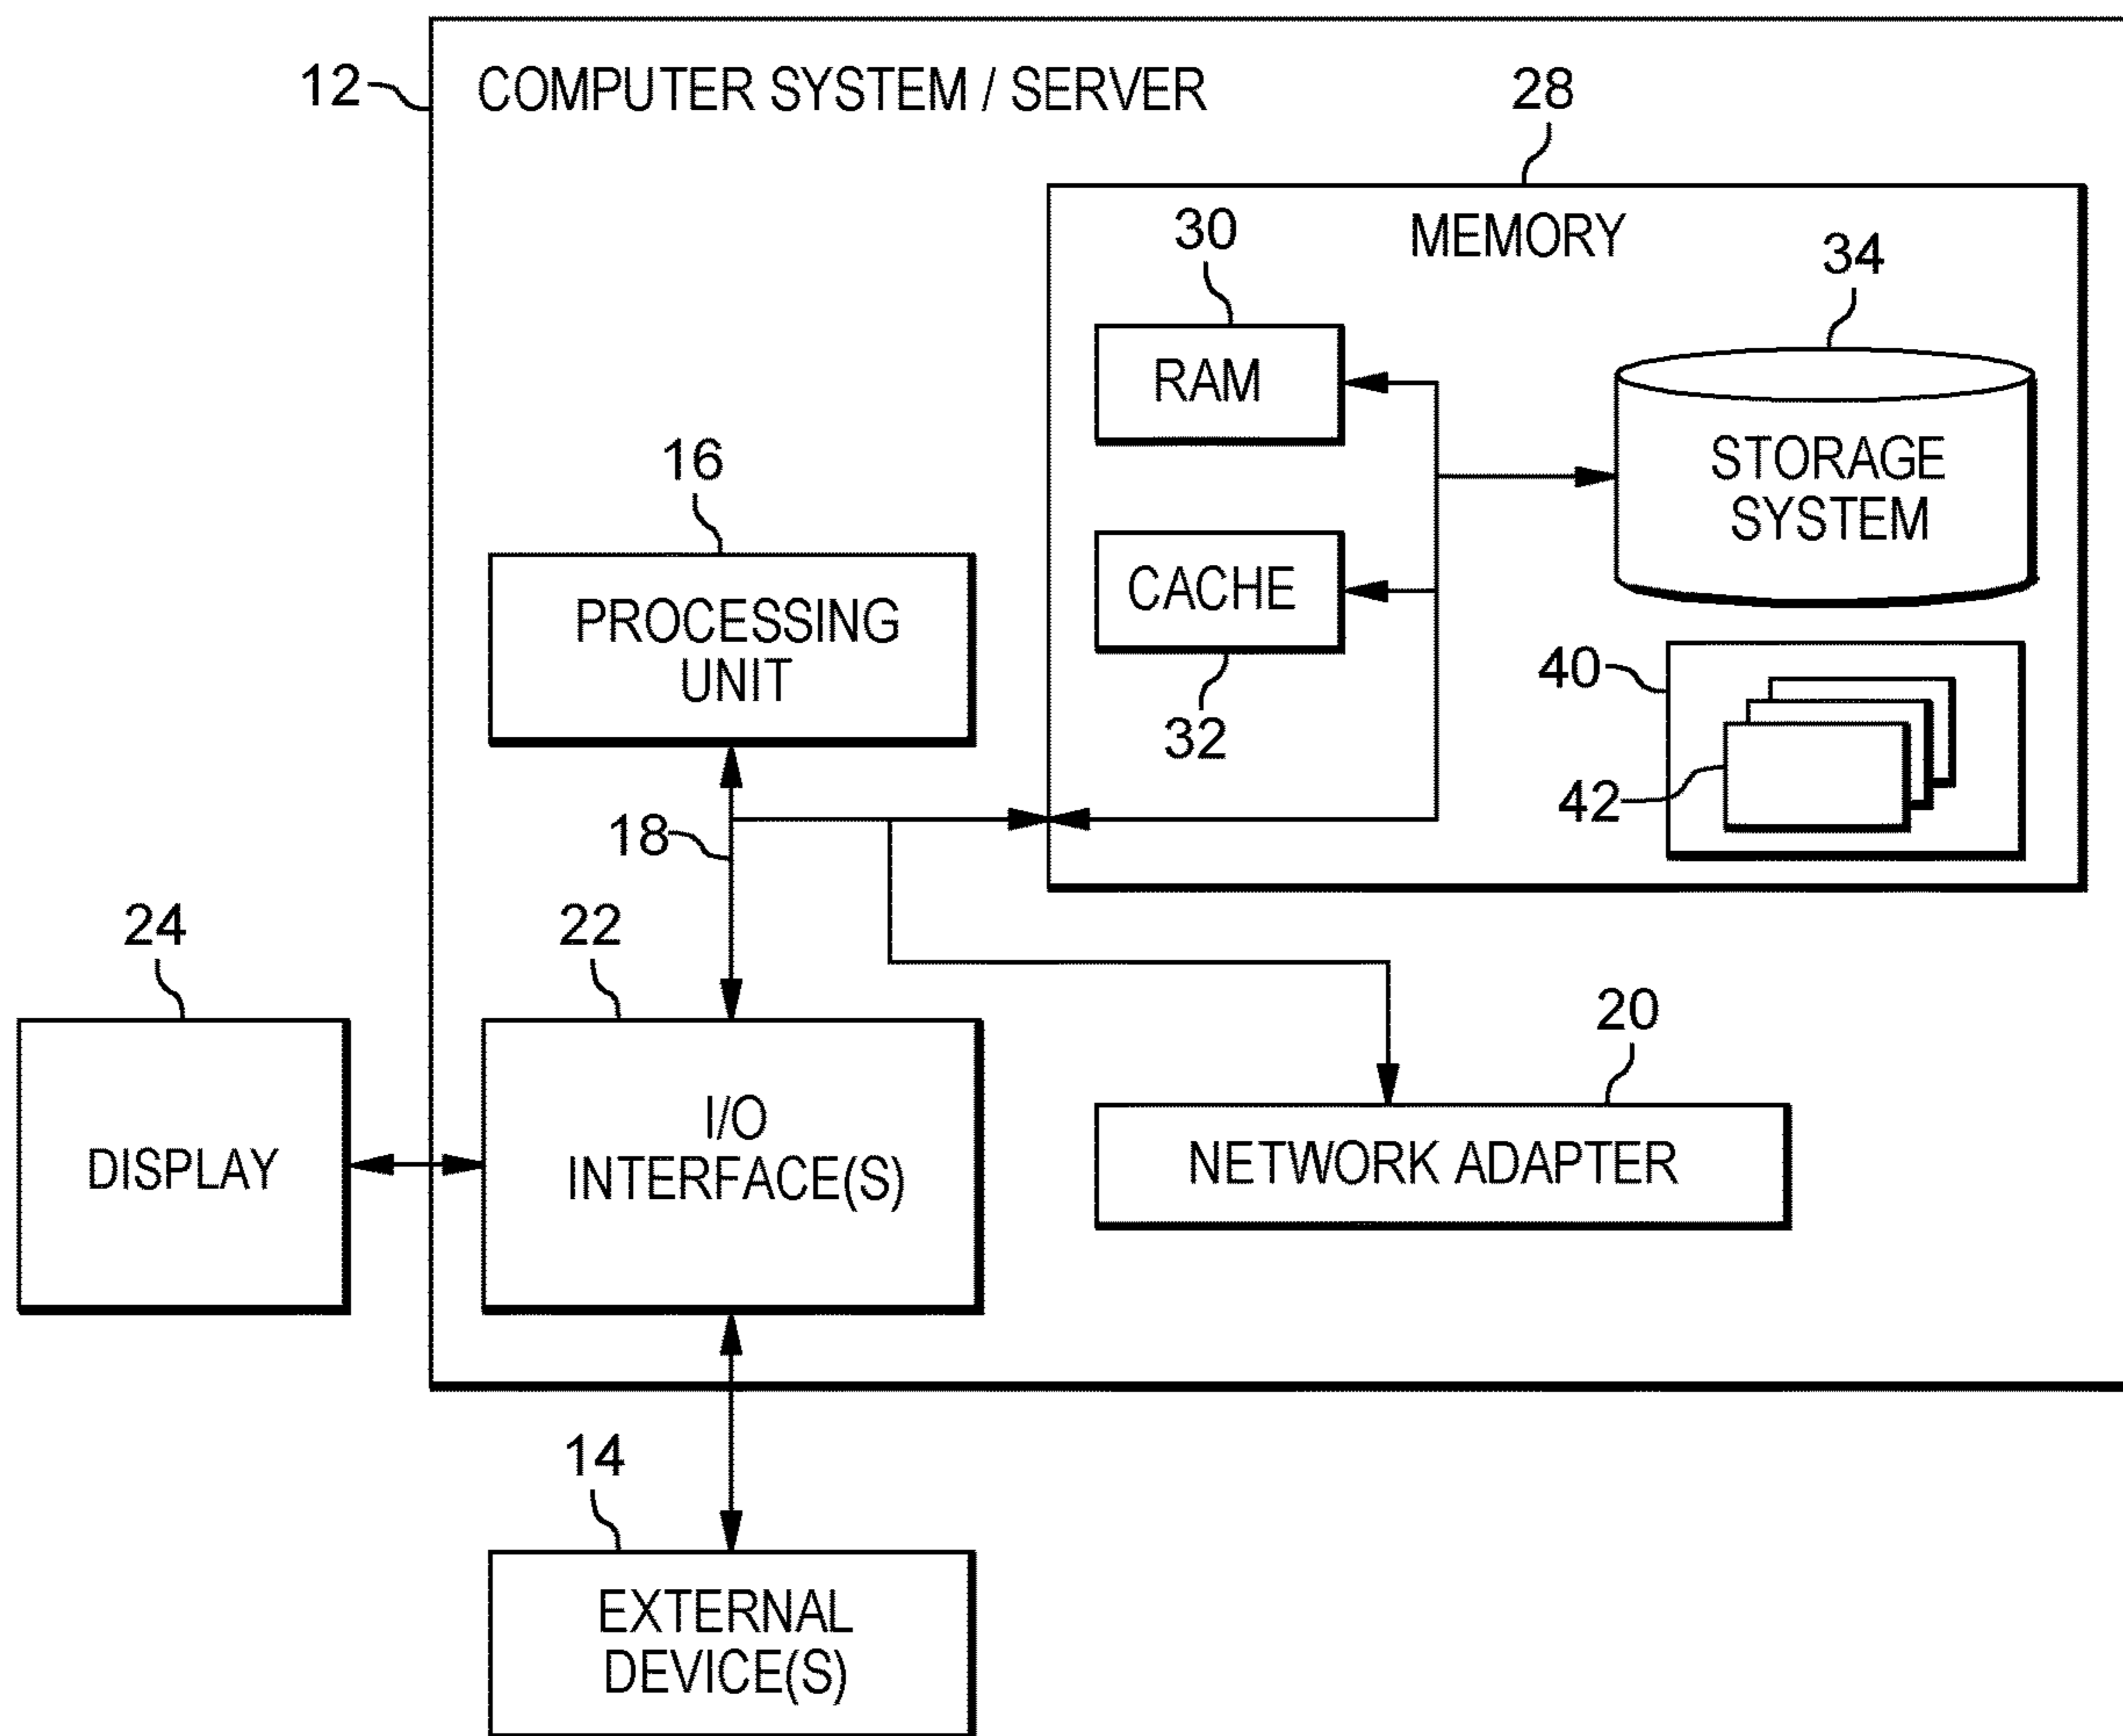 12
COMPUTER SYSTEM / SERVER
28
MEMORY
30
34
RAM
STORAGE
SYSTEM
16
CACHE
PROCESSING
UNIT
32
40
42
18
24
22
20
DISPLAY
I/O
INTERFACE(S)
NETWORK ADAPTER
14
EXTERNAL
DEVICE(S)